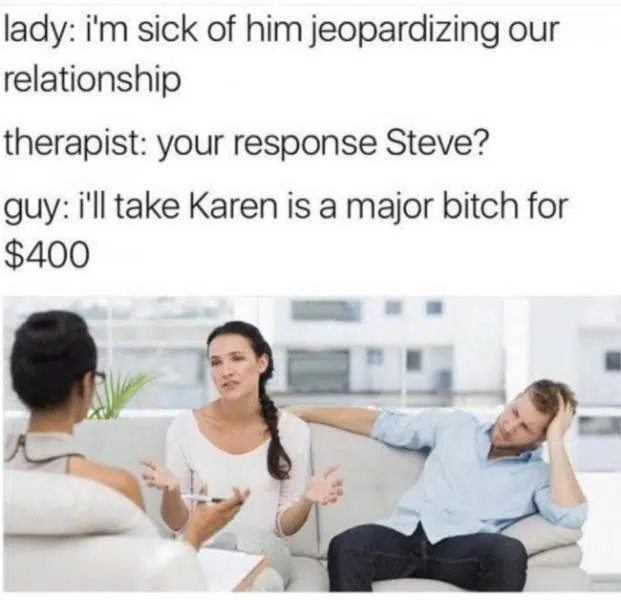 lady: i'm sick of him jeopardizing our
relationship
therapist: your response Steve?
guy: i'll take Karen is a major bitch for
$400